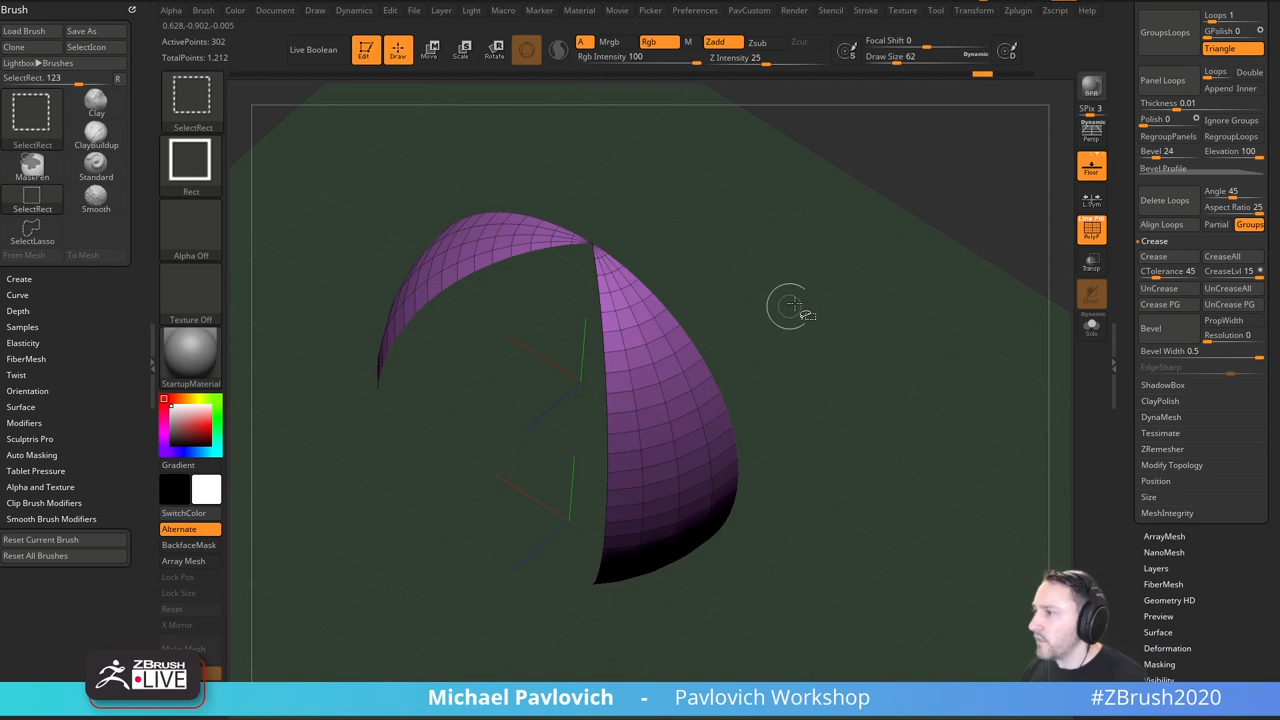 Brush
Alpha Brush Color Document Draw Dynamics Edit File Layer Light Macro Marker Material Movie Picker Preferences PavCustom Render Stencil Stroke Texture Tool Transform Zplugin Zscript Help
0.628,-0.902,-0.005
ActivePoints: 302
TotalPoints: 1,212
Load Brush Save As
Clone SelectIcon
Lightbox▶Brushes
SelectRect. 123 R
SelectRect
Clay
ClayBuildup
MaskPen
Standard
SelectRect
Smooth
SelectLasso
From Mesh To Mesh
Create
Curve
Depth
Samples
Elasticity
FiberMesh
Twist
Orientation
Surface
Modifiers
Sculptris Pro
Auto Masking
Tablet Pressure
Alpha and Texture
Clip Brush Modifiers
Smooth Brush Modifiers
Reset Current Brush
Reset All Brushes
Live Boolean
Edit
Draw
Move
Scale
Rotate
A Mrgb
Rgb M
Rgb Intensity 100
Zadd Zsub Zcut
Z Intensity 25
S
Focal Shift 0
Draw Size 62
Dynamic
D
SelectRect
Rect
Alpha Off
Texture Off
StartupMaterial
Gradient
SwitchColor
Alternate
BackfaceMask
Array Mesh
Lock Pos
Lock Size
Reset
X Mirror
Make Mesh
BPR
SPix 3
Dynamic
Persp
Floor
L.Sym
Line Fill
PolyF
Transp
Ghost
Dynamic
Solo
GroupsLoops
Loops 1
GPolish 0
Triangle
Panel Loops
Loops Double
Append Inner
Thickness 0.01
Polish 0 Ignore Groups
RegroupPanels RegroupLoops
Bevel 24 Elevation 100
Bevel Profile
Delete Loops
Angle 45
Aspect Ratio 25
Align Loops Partial Groups
Crease
Crease CreaseAll
CTolerance 45 CreaseLvl 15
UnCrease UnCreaseAll
Crease PG UnCrease PG
Bevel
PropWidth
Resolution 0
Bevel Width 0.5
EdgeSharp
ShadowBox
ClayPolish
DynaMesh
Tessimate
ZRemesher
Modify Topology
Position
Size
MeshIntegrity
ArrayMesh
NanoMesh
Layers
FiberMesh
Geometry HD
Preview
Surface
Deformation
Masking
Visibility
ZBRUSH
LIVE
Michael Pavlovich - Pavlovich Workshop #ZBrush2020